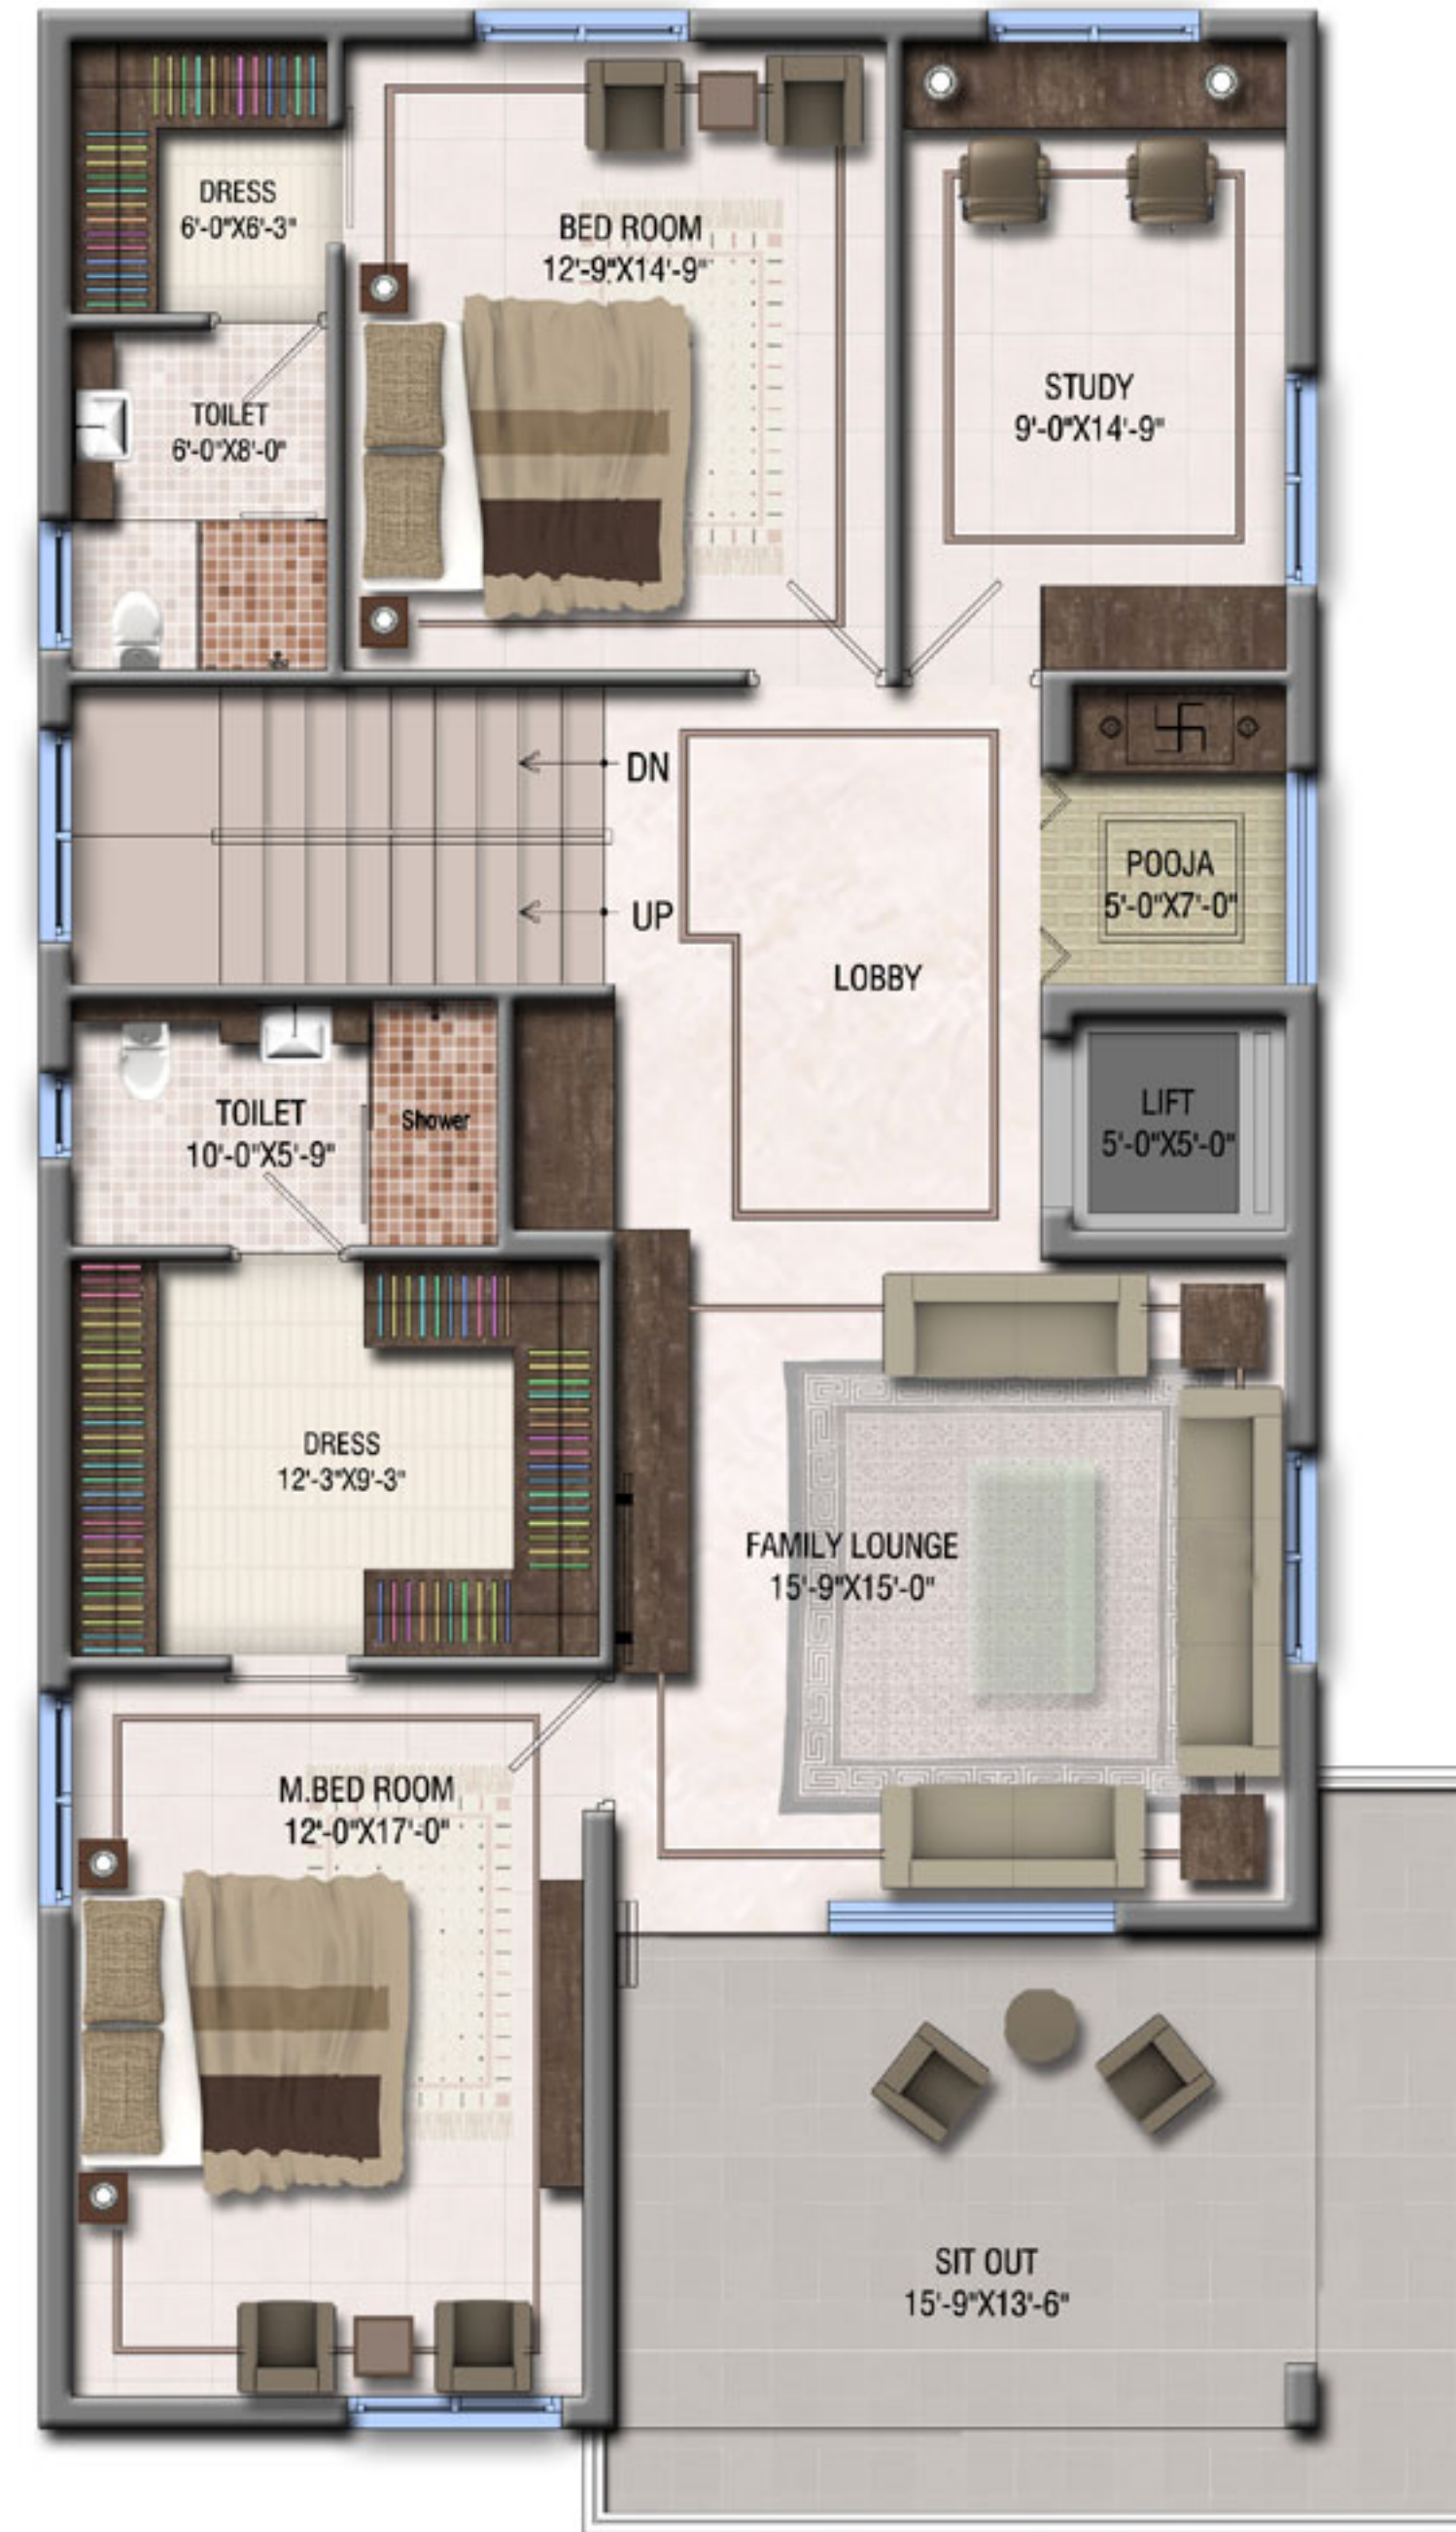 DRESS
6'-0"X6'-3"
BED ROOM
12'-9"X14'-9"
STUDY
9'-0"X14'-9"
TOILET
6'-0"X8'-0"
DN
UP
LOBBY
POOJA
5'-0"X7'-0"
TOILET
10'-0"X5'-9"
Shower
LIFT
5'-0"X5'-0"
DRESS
12'-3"X9'-3"
FAMILY LOUNGE
15'-9"X15'-0"
M.BED ROOM
12'-0"X17'-0"
SIT OUT
15'-9"X13'-6"